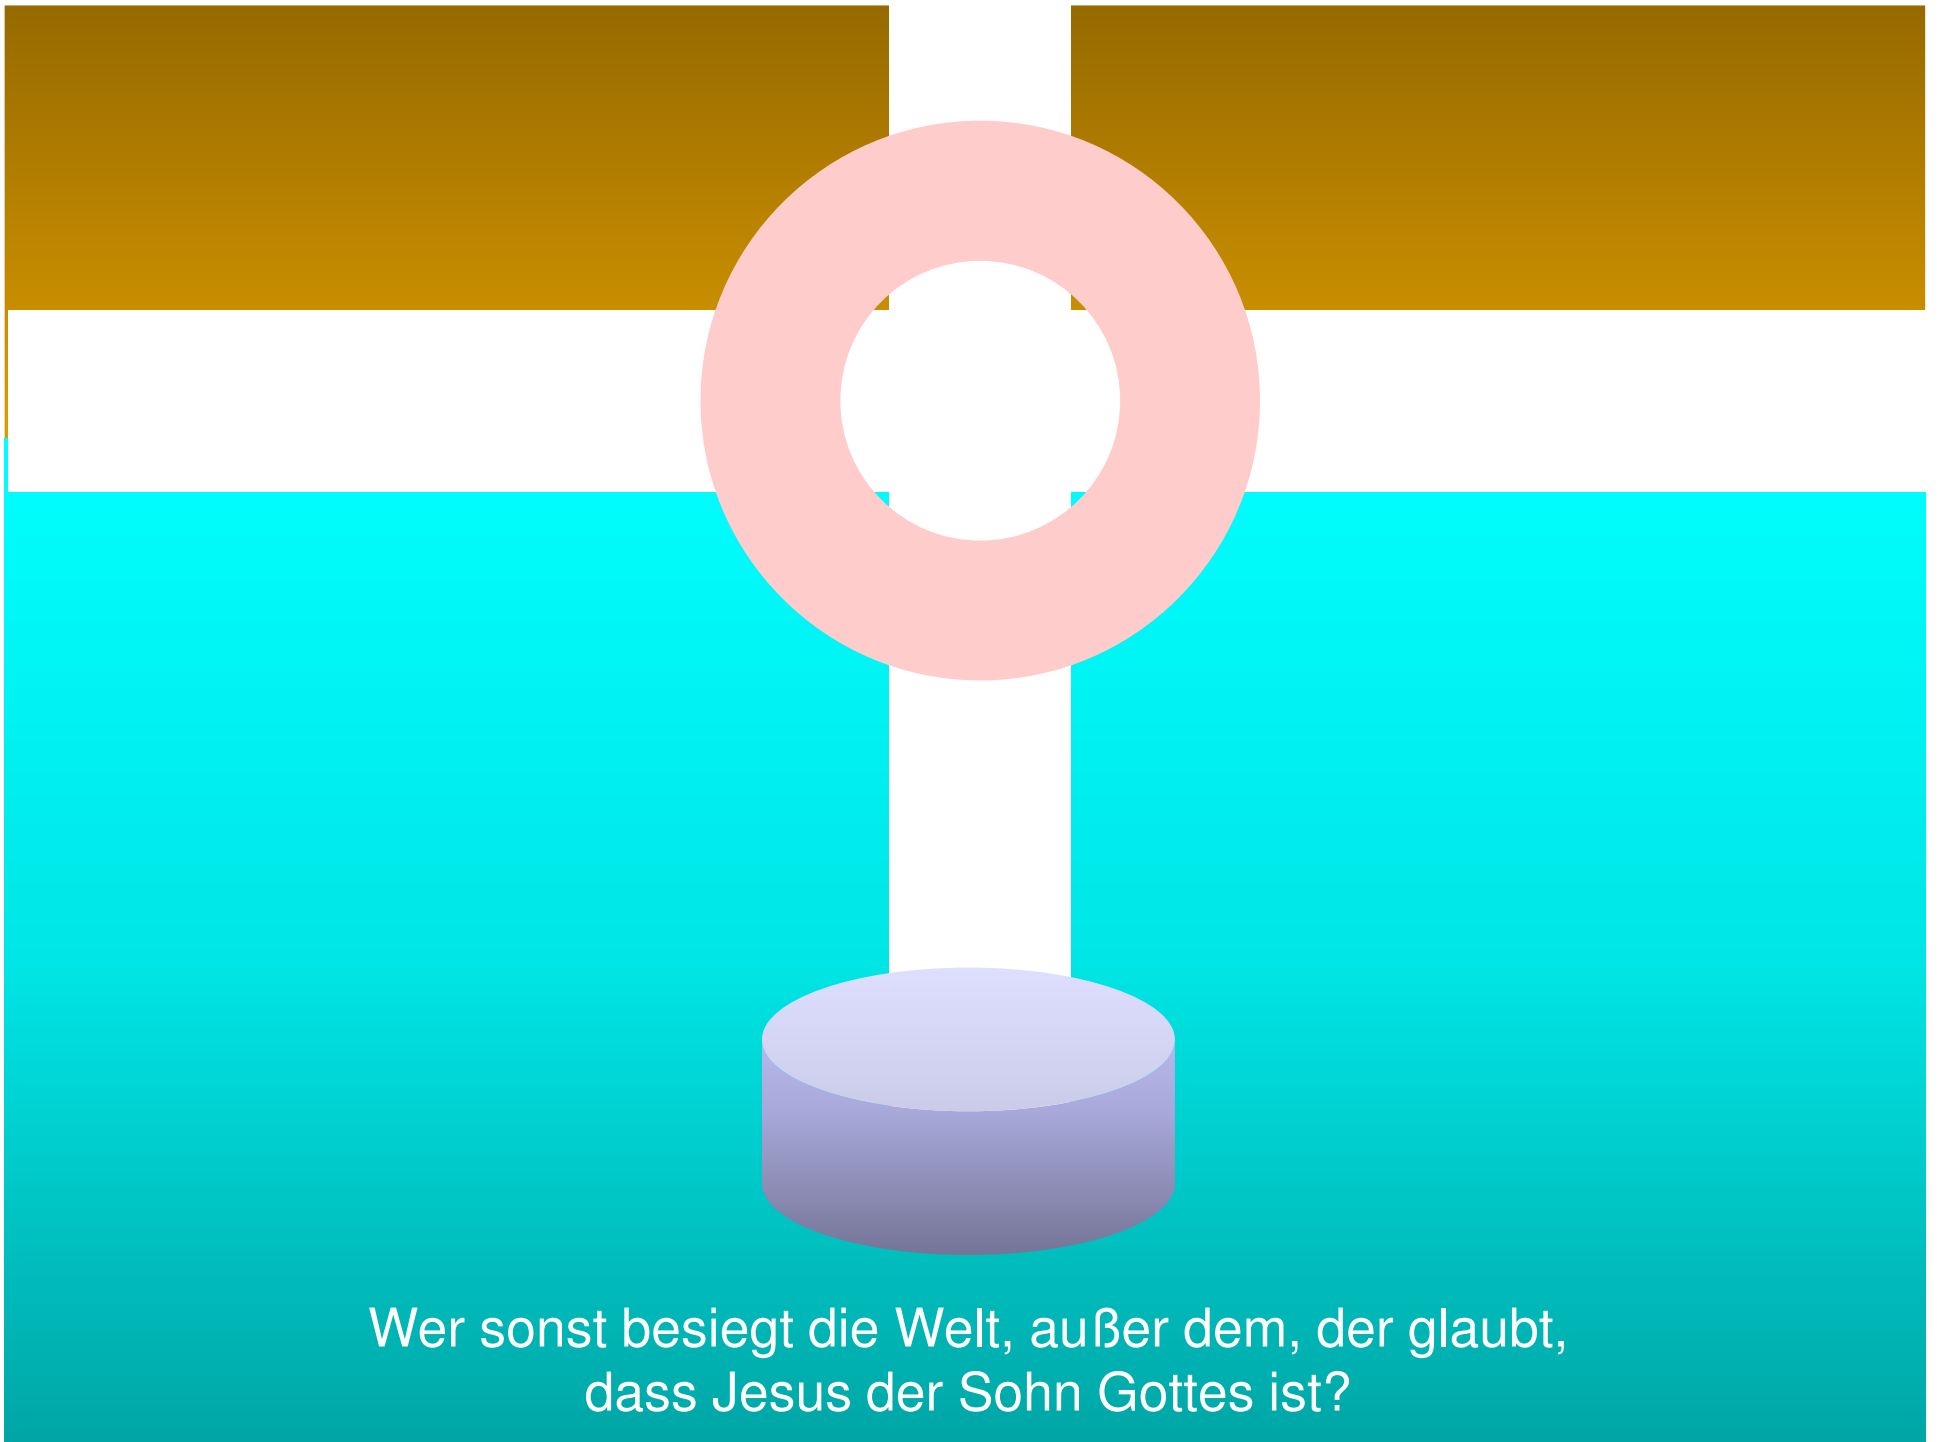 Wer sonst besiegt die Welt, außer dem, der glaubt,
dass Jesus der Sohn Gottes ist?